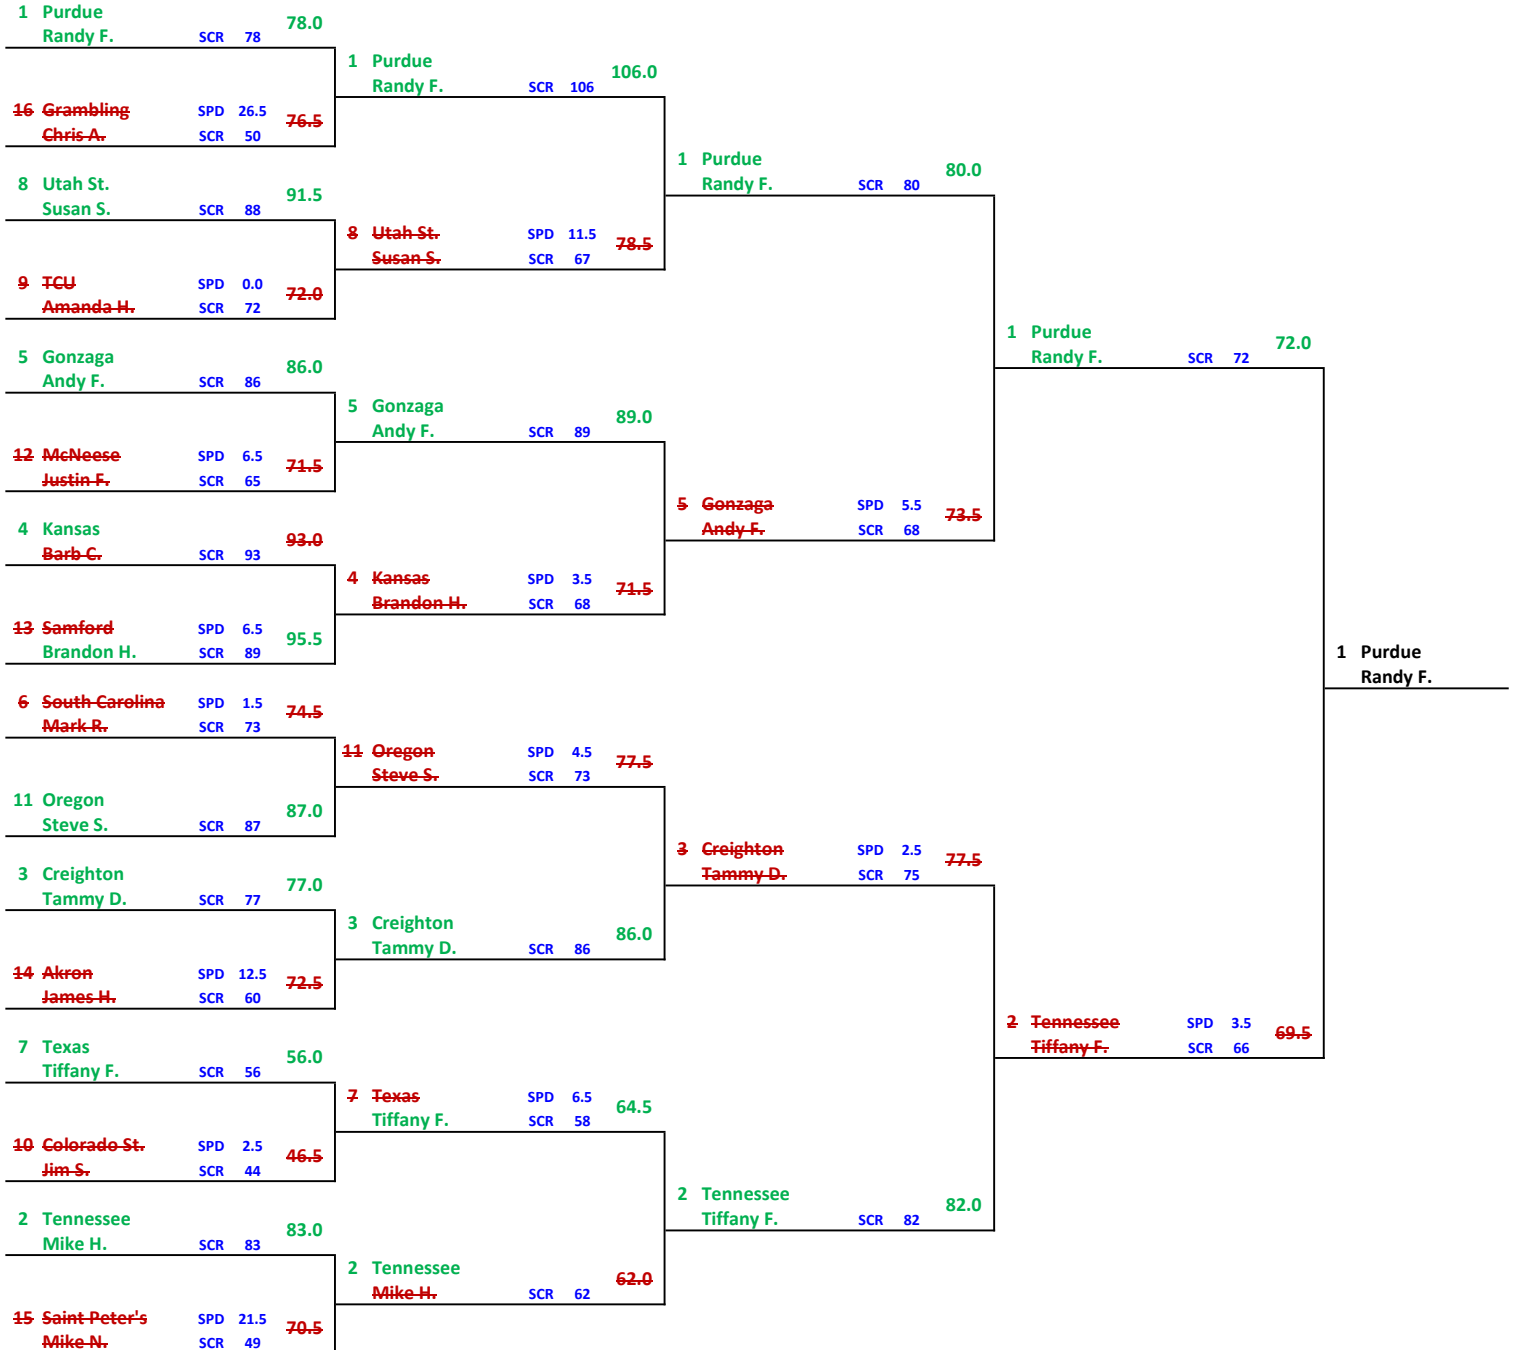 1 Purdue 78.0
Randy F. SCR 78
16 Grambling SPD 26.5 76.5
Chris A. SCR 50
8 Utah St. 91.5
Susan S. SCR 88
9 TCU SPD 0.0 72.0
Amanda H. SCR 72
5 Gonzaga 86.0
Andy F. SCR 86
12 McNeese SPD 6.5 71.5
Justin F. SCR 65
4 Kansas 93.0
Barb C. SCR 93
13 Samford SPD 6.5 95.5
Brandon H. SCR 89
6 South Carolina SPD 1.5 74.5
Mark R. SCR 73
11 Oregon 87.0
Steve S. SCR 87
3 Creighton 77.0
Tammy D. SCR 77
14 Akron SPD 12.5 72.5
James H. SCR 60
7 Texas 56.0
Tiffany F. SCR 56
10 Colorado St. SPD 2.5 46.5
Jim S. SCR 44
2 Tennessee 83.0
Mike H. SCR 83
15 Saint Peter's SPD 21.5 70.5
Mike N. SCR 49
1 Purdue 106.0
Randy F. SCR 106
8 Utah St. SPD 11.5 78.5
Susan S. SCR 67
5 Gonzaga 89.0
Andy F. SCR 89
4 Kansas SPD 3.5 71.5
Brandon H. SCR 68
11 Oregon SPD 4.5 77.5
Steve S. SCR 73
3 Creighton 86.0
Tammy D. SCR 86
7 Texas SPD 6.5 64.5
Tiffany F. SCR 58
2 Tennessee 62.0
Mike H. SCR 62
1 Purdue 80.0
Randy F. SCR 80
5 Gonzaga SPD 5.5 73.5
Andy F. SCR 68
3 Creighton SPD 2.5 77.5
Tammy D. SCR 75
2 Tennessee 82.0
Tiffany F. SCR 82
1 Purdue 72.0
Randy F. SCR 72
2 Tennessee SPD 3.5 69.5
Tiffany F. SCR 66
1 Purdue
Randy F.